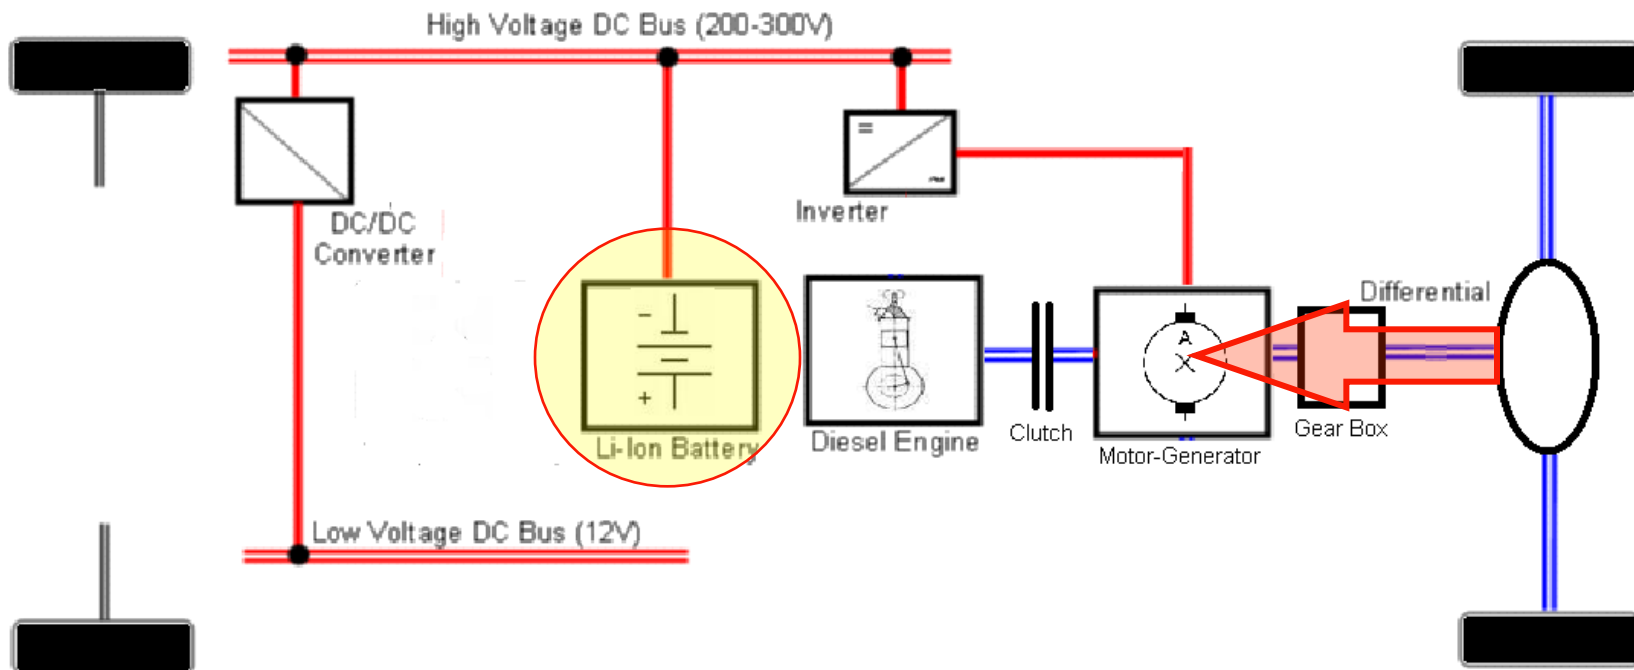 High Voltage DC Bus (200-300V)
Inverter
DC/DC
Converter
Differential
Li-Ion Battery
Diesel Engine
Clutch
Motor-Generator
Gear Box
Low Voltage DC Bus (12V)
-
+
=
~
A